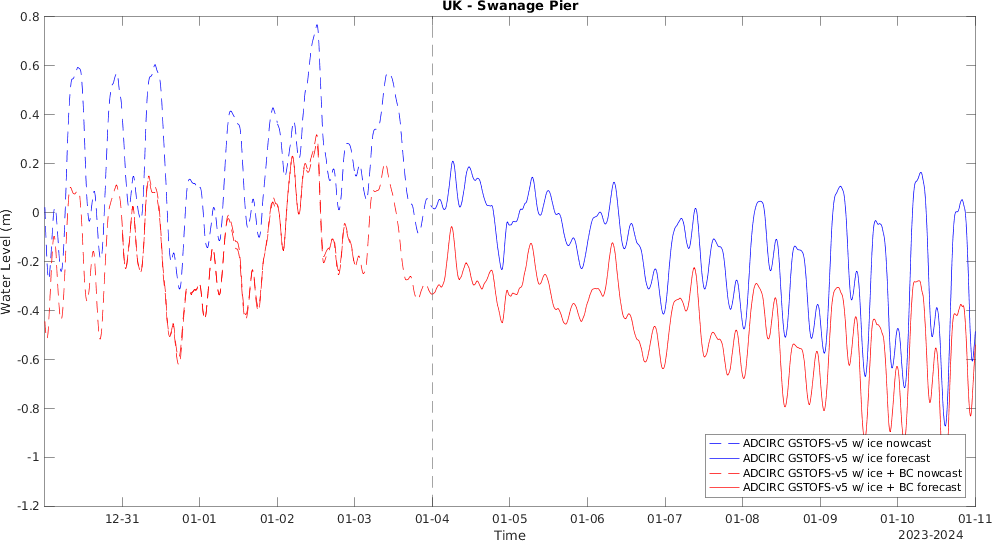 UK - Swanage Pier
0.8
0.6
0.4
0.2
0
-0.2
-0.4
-0.6
-0.8
-1
-1.2
Water Level (m)
ADCIRC GSTOFS-v5 w/ ice nowcast
ADCIRC GSTOFS-v5 w/ ice forecast
ADCIRC GSTOFS-v5 w/ ice + BC nowcast
ADCIRC GSTOFS-v5 w/ ice + BC forecast
12-31 01-01 01-02 01-03 01-04 01-05 01-06 01-07 01-08 01-09 01-10 01-11
Time
2023-2024